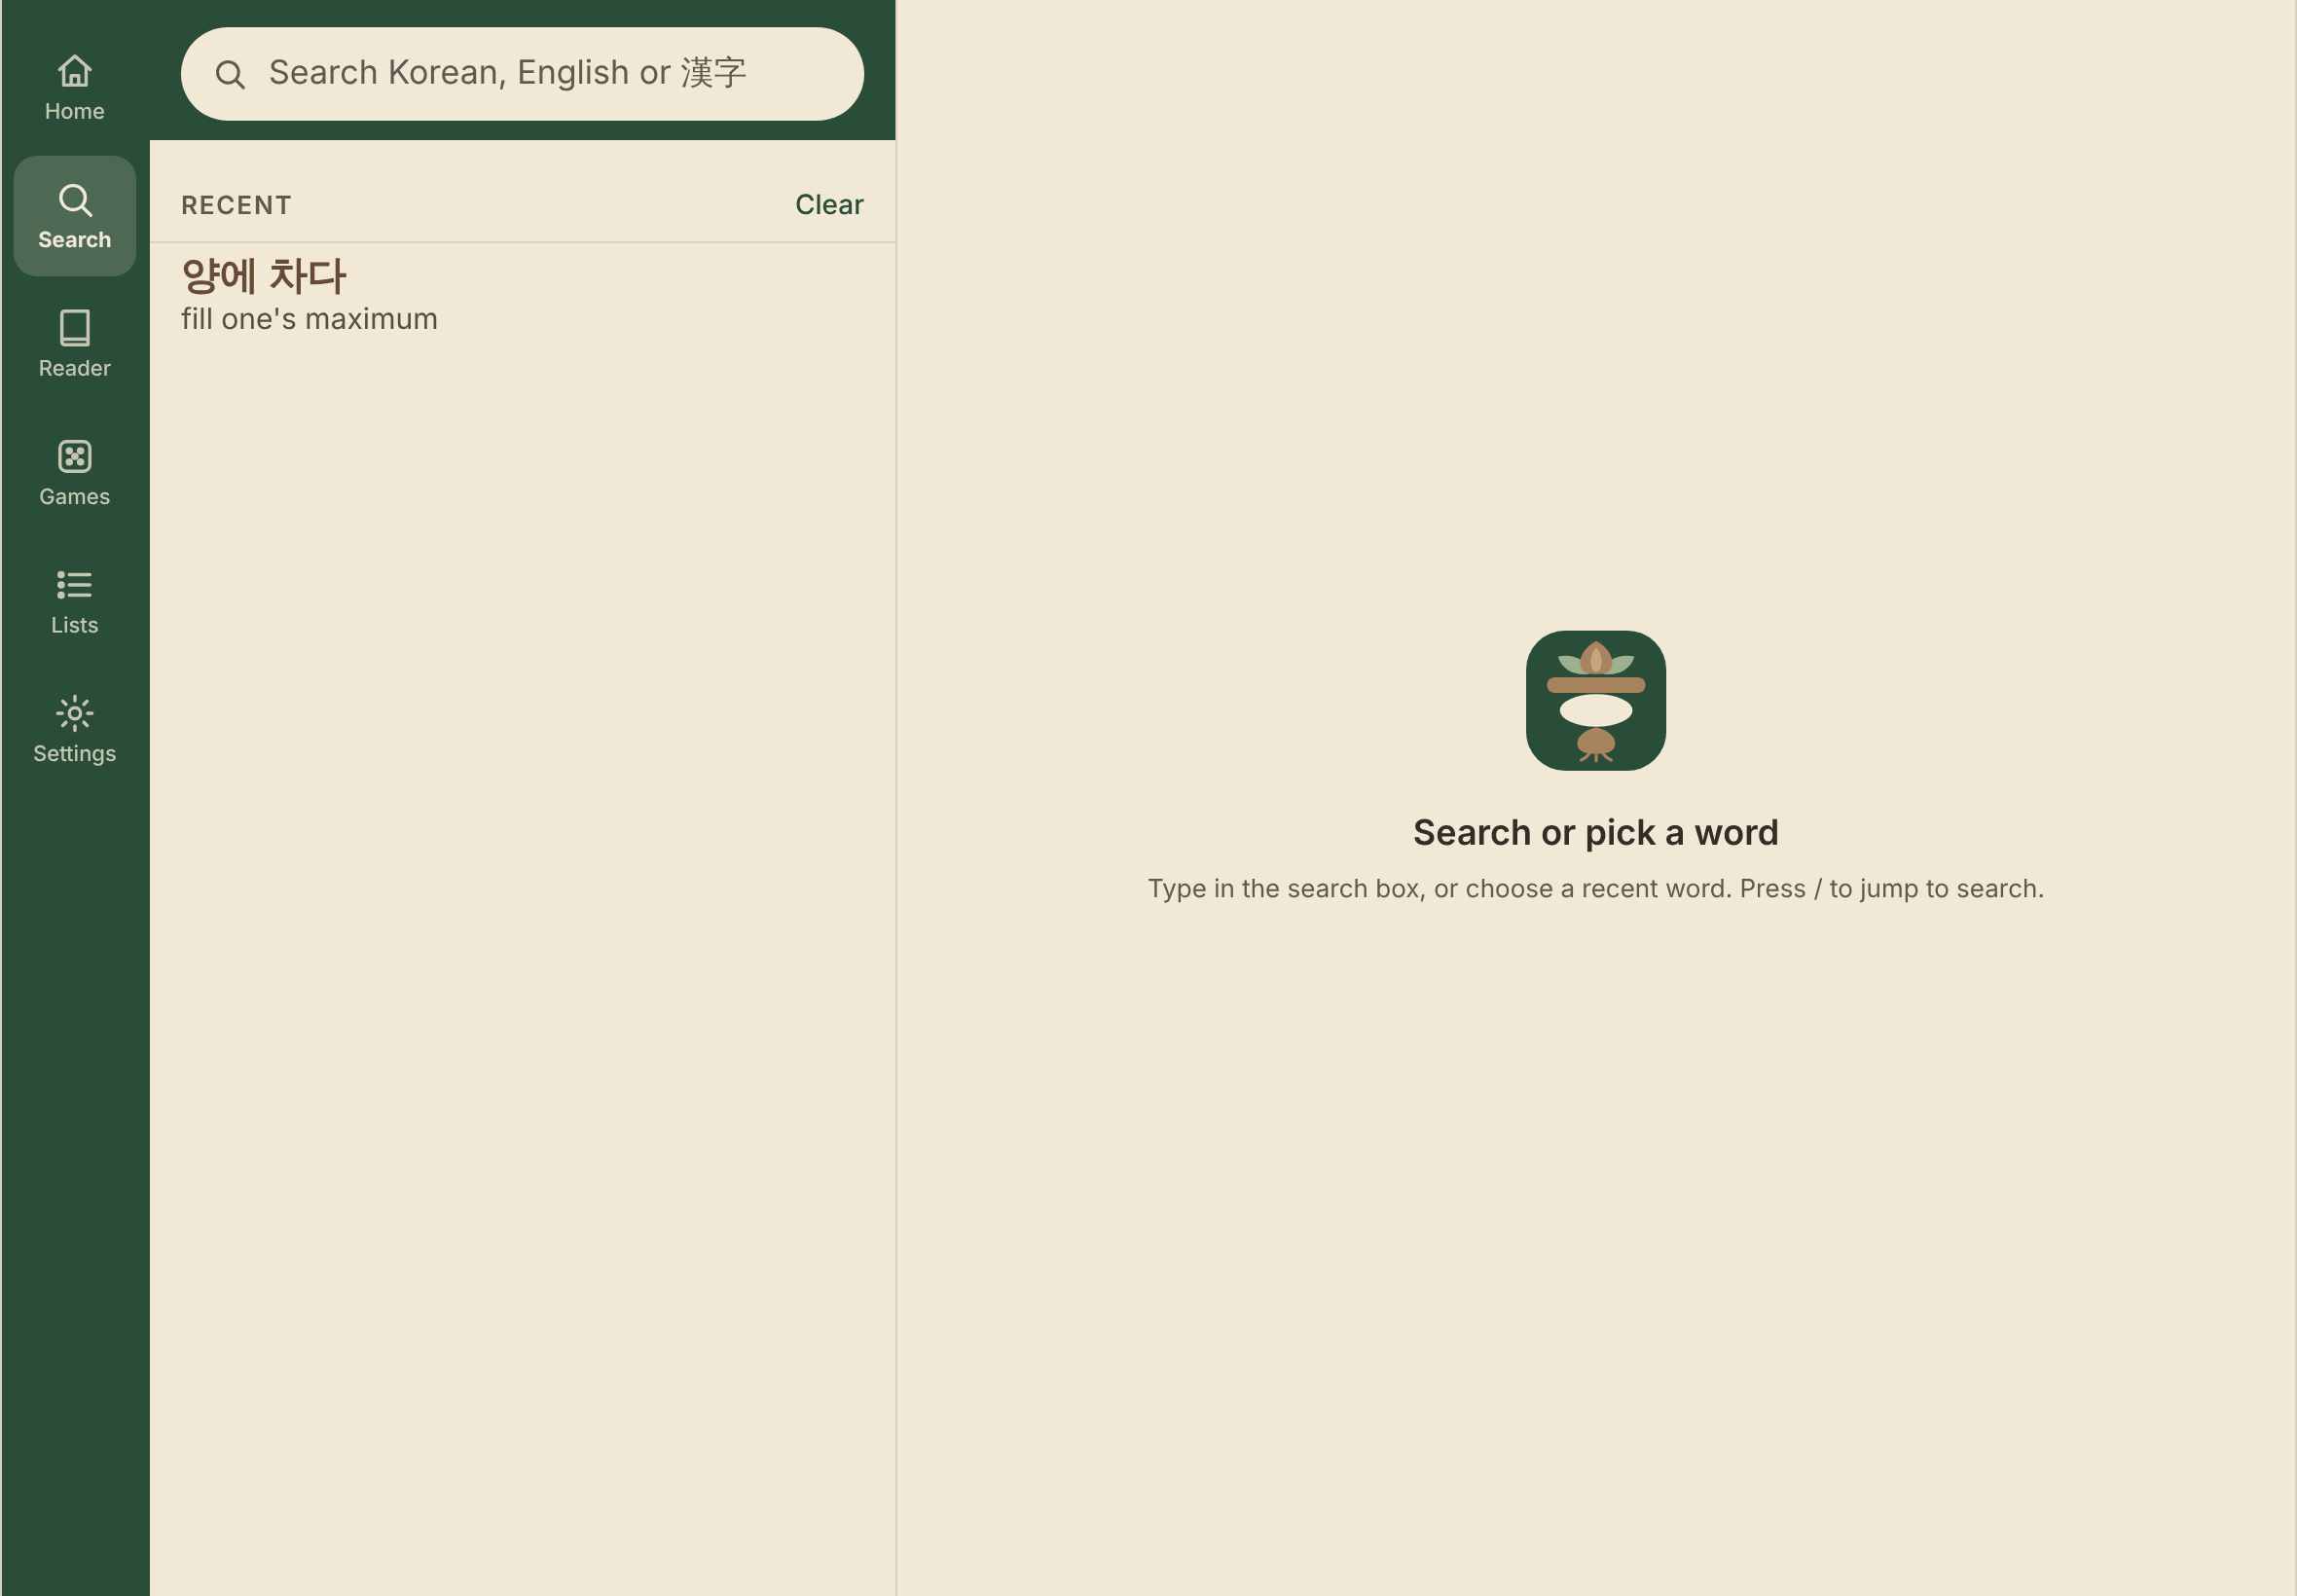 Home
Search
Reader
Games
Lists
Settings
Search Korean, English or 漢字
RECENT
Clear
양에 차다
fill one's maximum
Search or pick a word
Type in the search box, or choose a recent word. Press / to jump to search.